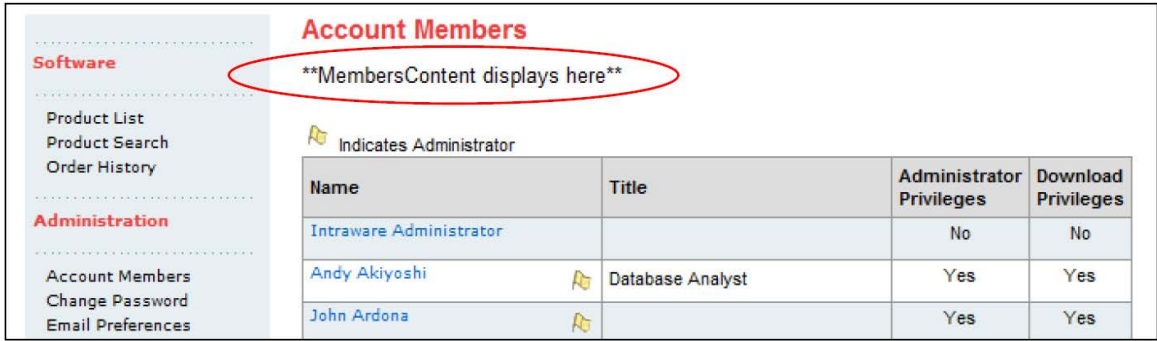 Software
Product List
Product Search
Order History
Administration
Account Members
Change Password
Email Preferences
Account Members
**MembersContent displays here**
Indicates Administrator
Name Title Administrator Privileges Download Privileges
Intraware Administrator No No
Andy Akiyoshi Database Analyst Yes Yes
John Ardona Yes Yes